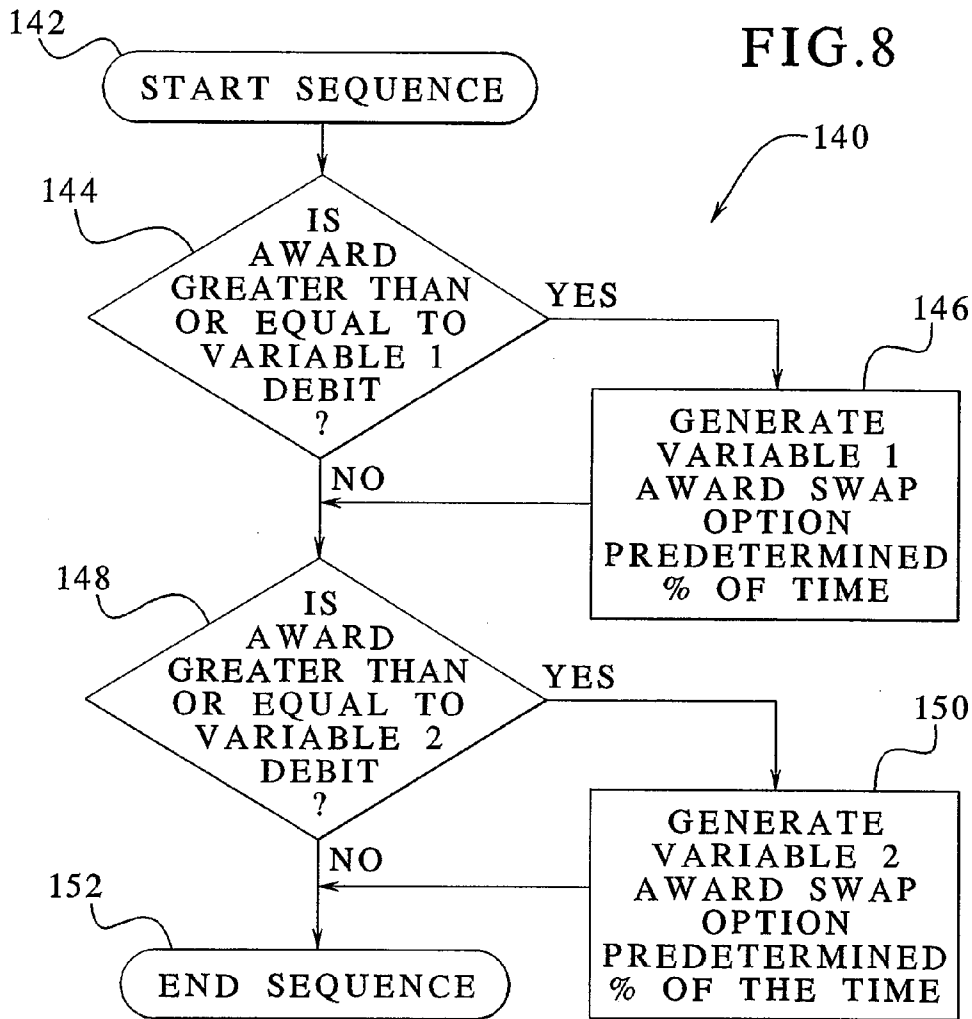 142
FIG.8
START SEQUENCE
140
144
IS
AWARD
GREATER THAN
OR EQUAL TO
VARIABLE 1
DEBIT
?
YES
146
GENERATE
VARIABLE 1
AWARD SWAP
OPTION
PREDETERMINED
% OF TIME
NO
148
IS
AWARD
GREATER THAN
OR EQUAL TO
VARIABLE 2
DEBIT
?
YES
150
GENERATE
VARIABLE 2
AWARD SWAP
OPTION
PREDETERMINED
% OF THE TIME
NO
152
END SEQUENCE